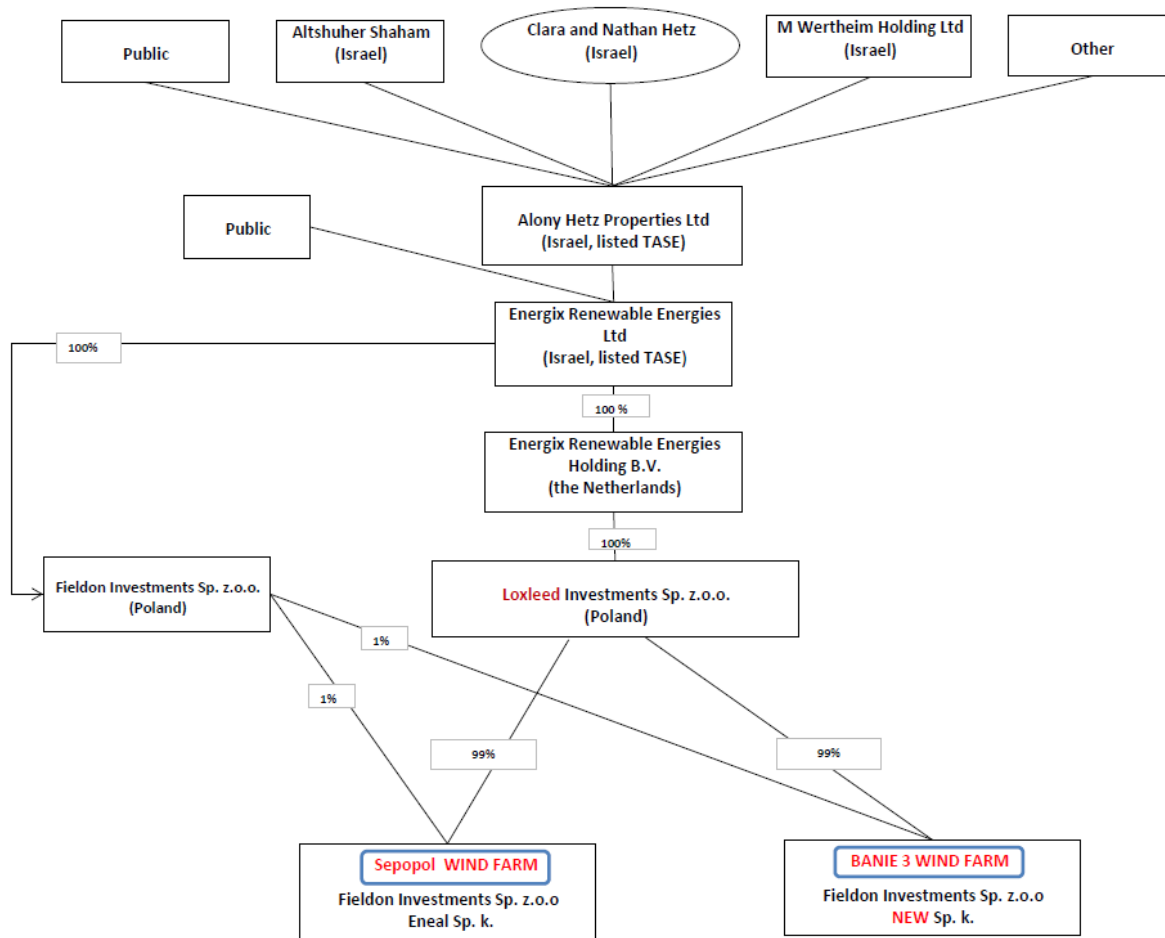 Public
Altshuher Shaham
(Israel)
Clara and Nathan Hetz
(Israel)
M Wertheim Holding Ltd
(Israel)
Other
Alony Hetz Properties Ltd
(Israel, listed TASE)
Public
Energix Renewable Energies
Ltd
(Israel, listed TASE)
100%
100 %
Energix Renewable Energies
Holding B.V.
(the Netherlands)
100%
Fieldon Investments Sp. z.o.o.
(Poland)
Loxleed Investments Sp. z.o.o.
(Poland)
1%
1%
99%
99%
Sepopol WIND FARM
Fieldon Investments Sp. z.o.o
Eneal Sp. k.
BANIE 3 WIND FARM
Fieldon Investments Sp. z.o.o
NEW Sp. k.